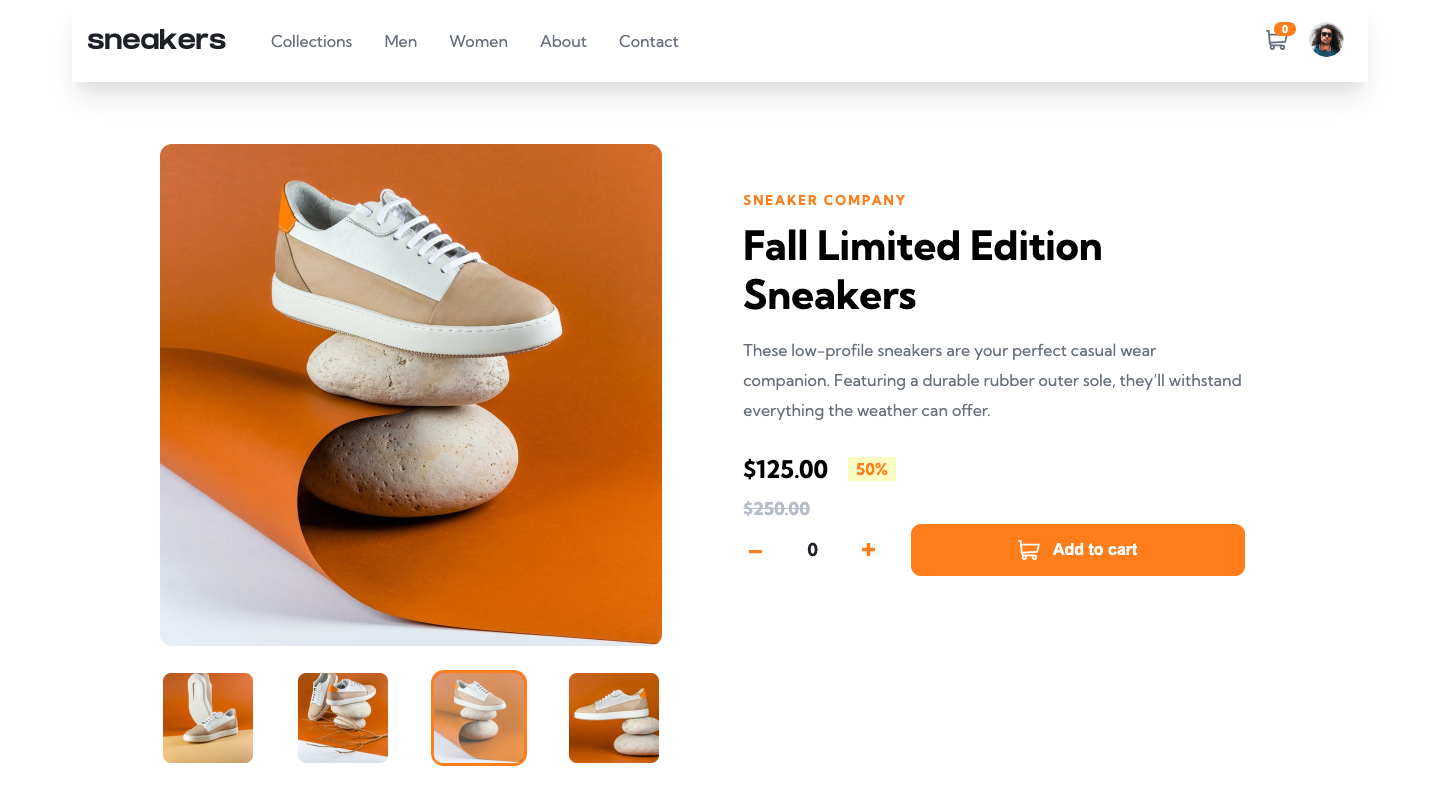 sneakers
Collections Men Women About Contact
0
SNEAKER COMPANY
Fall Limited Edition
Sneakers
These low-profile sneakers are your perfect casual wear
companion. Featuring a durable rubber outer sole, they’ll withstand
everything the weather can offer.
$125.00 50%
$250.00
– 0 + Add to cart